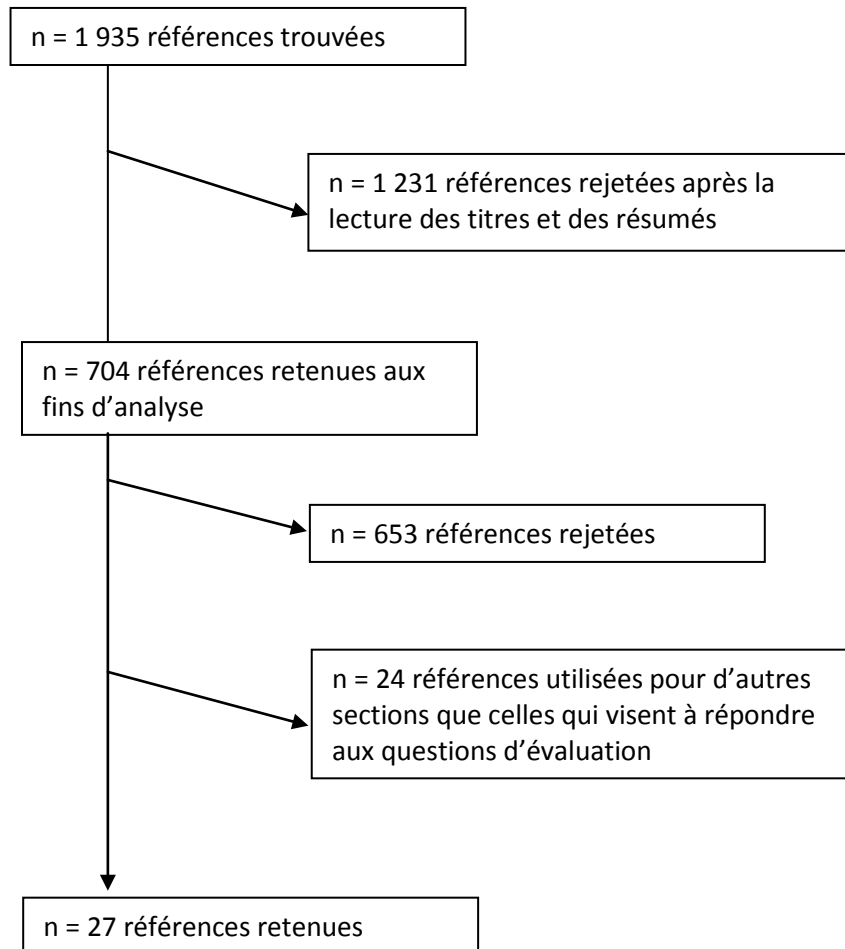 n = 1 935 références trouvées
n = 1 231 références rejetées après la
lecture des titres et des résumés
n = 704 références retenues aux
fins d’analyse
n = 653 références rejetées
n = 24 références utilisées pour d’autres
sections que celles qui visent à répondre
aux questions d’évaluation
n = 27 références retenues